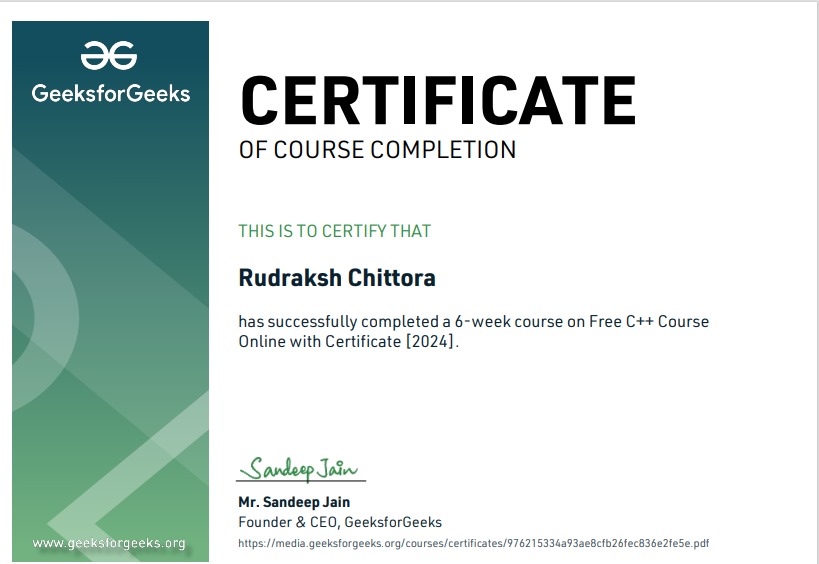 GeeksforGeeks
CERTIFICATE
OF COURSE COMPLETION
THIS IS TO CERTIFY THAT
Rudraksh Chittora
has successfully completed a 6-week course on Free C++ Course
Online with Certificate [2024].
Sandeep Jain
Mr. Sandeep Jain
Founder & CEO, GeeksforGeeks
www.geeksforgeeks.org
https://media.geeksforgeeks.org/courses/certificates/976215334a93ae8cfb26fec836e2fe5e.pdf